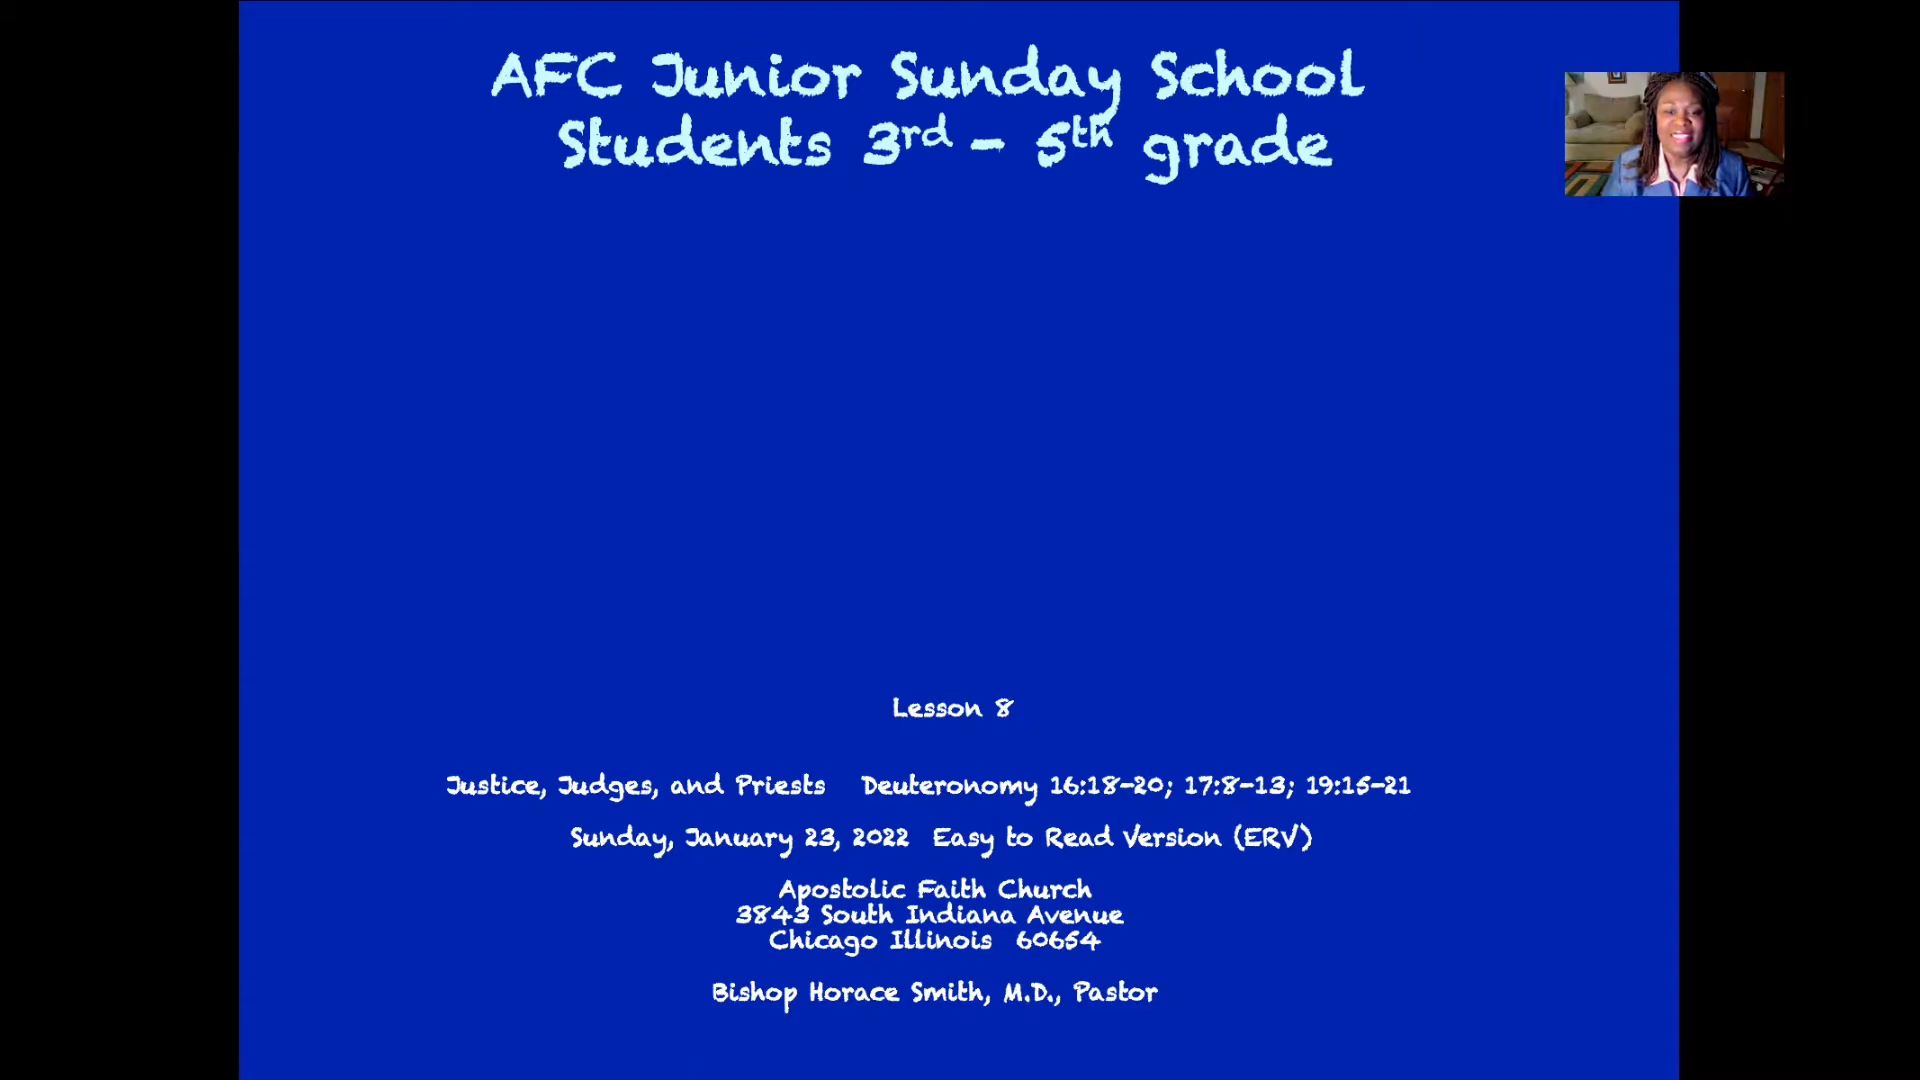 AFC Junior Sunday School
Students 3rd - 5th grade
Lesson 8
Justice, Judges, and Priests Deuteronomy 16:18-20; 17:8-13; 19:15-21
Sunday, January 23, 2022 Easy to Read Version (ERV)
Apostolic Faith Church
3843 South Indiana Avenue
Chicago Illinois 60654
Bishop Horace Smith, M.D., Pastor